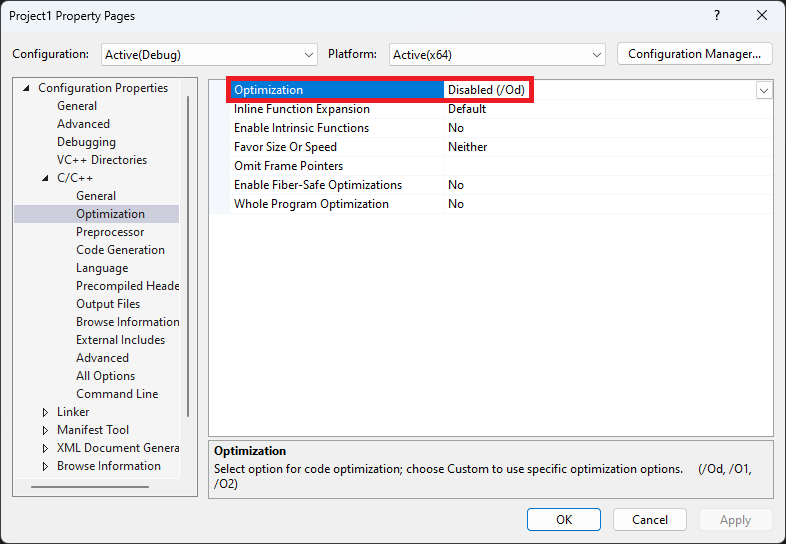 Project1 Property Pages
?
Configuration: Active(Debug) Platform: Active(x64) Configuration Manager...
Configuration Properties
General
Advanced
Debugging
VC++ Directories
C/C++
General
Optimization
Preprocessor
Code Generation
Language
Precompiled Heade
Output Files
Browse Information
External Includes
Advanced
All Options
Command Line
Linker
Manifest Tool
XML Document Genera
Browse Information
Optimization Disabled (/Od)
Inline Function Expansion Default
Enable Intrinsic Functions No
Favor Size Or Speed Neither
Omit Frame Pointers
Enable Fiber-Safe Optimizations No
Whole Program Optimization No
Optimization
Select option for code optimization; choose Custom to use specific optimization options. (/Od, /O1,
/O2)
OK Cancel Apply